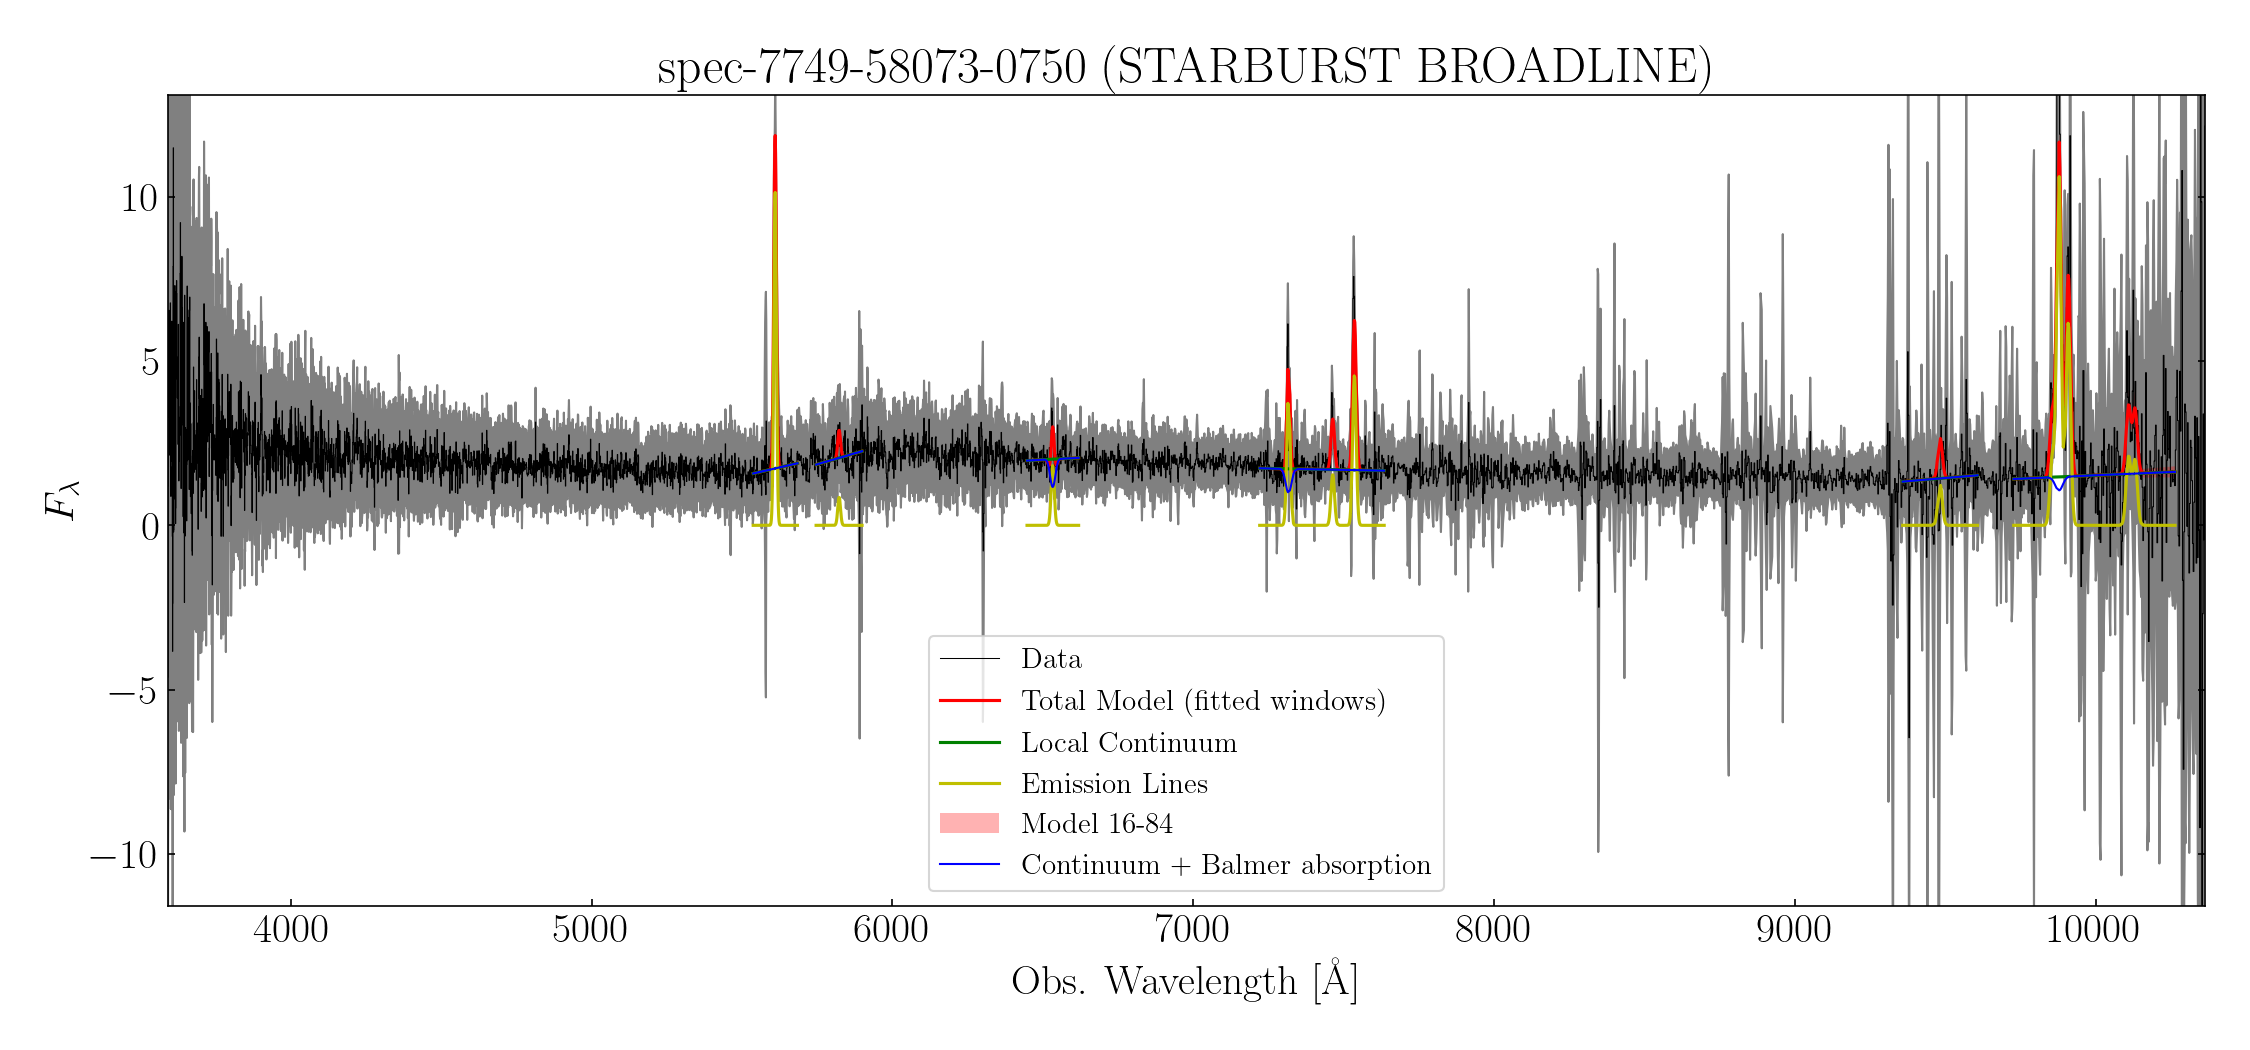 spec-7749-58073-0750 (STARBURST BROADLINE)
10
5
0
−5
−10
F_λ
Data
Total Model (fitted windows)
Local Continuum
Emission Lines
Model 16-84
Continuum + Balmer absorption
4000 5000 6000 7000 8000 9000 10000
Obs. Wavelength [Å]